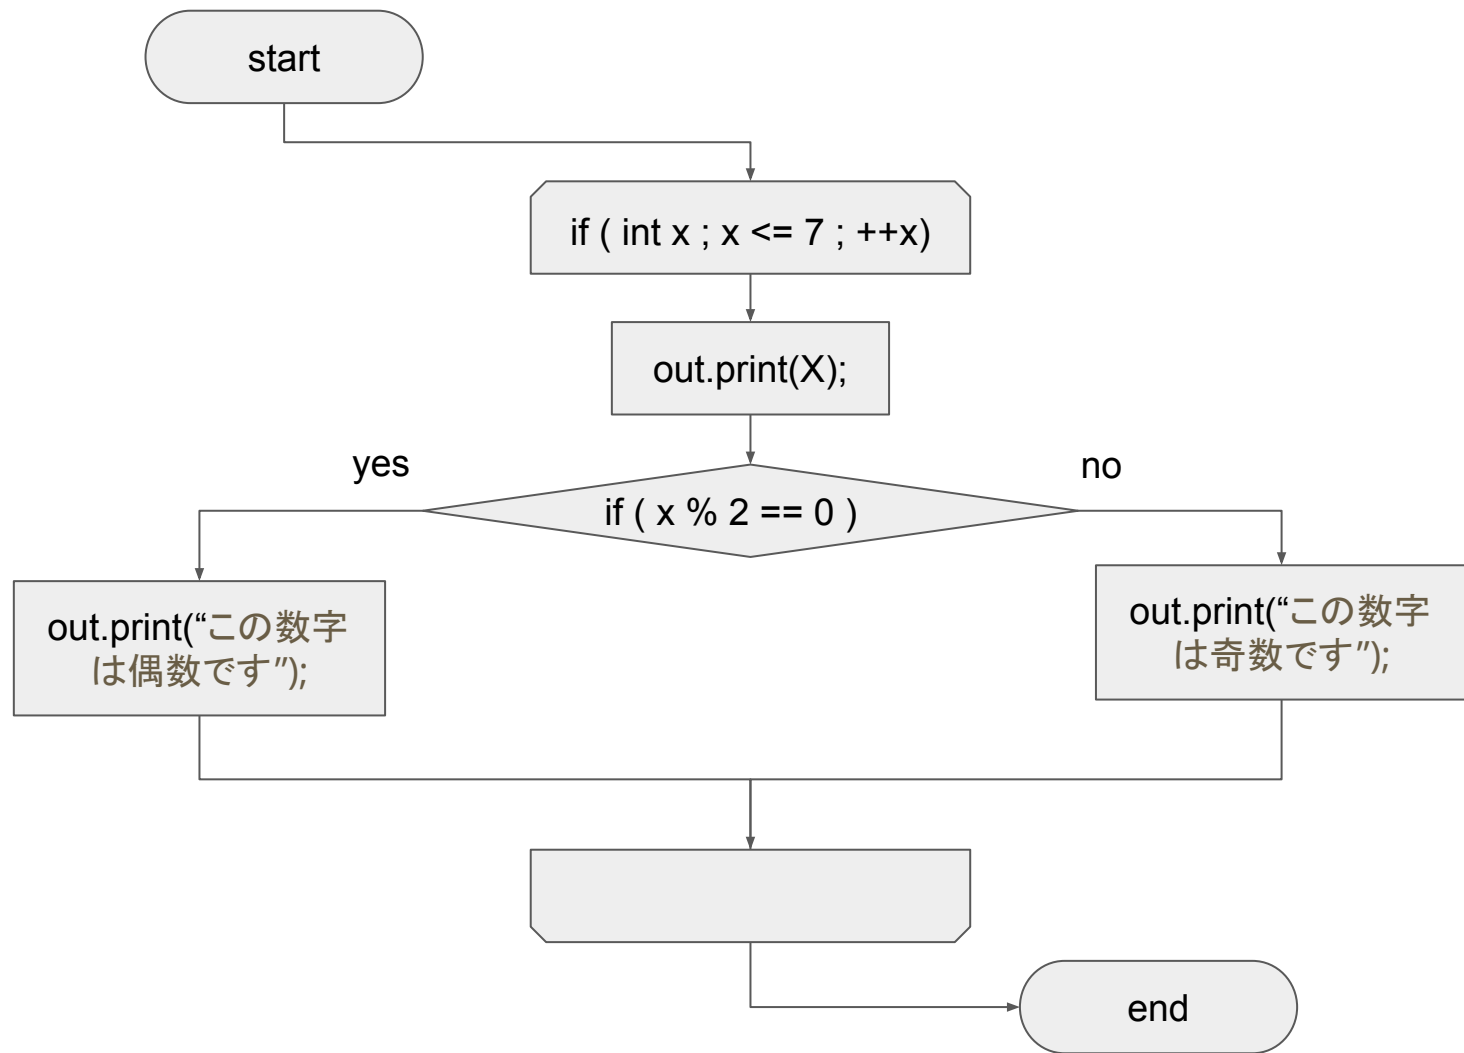 start
if ( int x ; x <= 7 ; ++x)
out.print(X);
yes
no
if ( x % 2 == 0 )
out.print(“この数字
は偶数です”);
out.print(“この数字
は奇数です”);
end